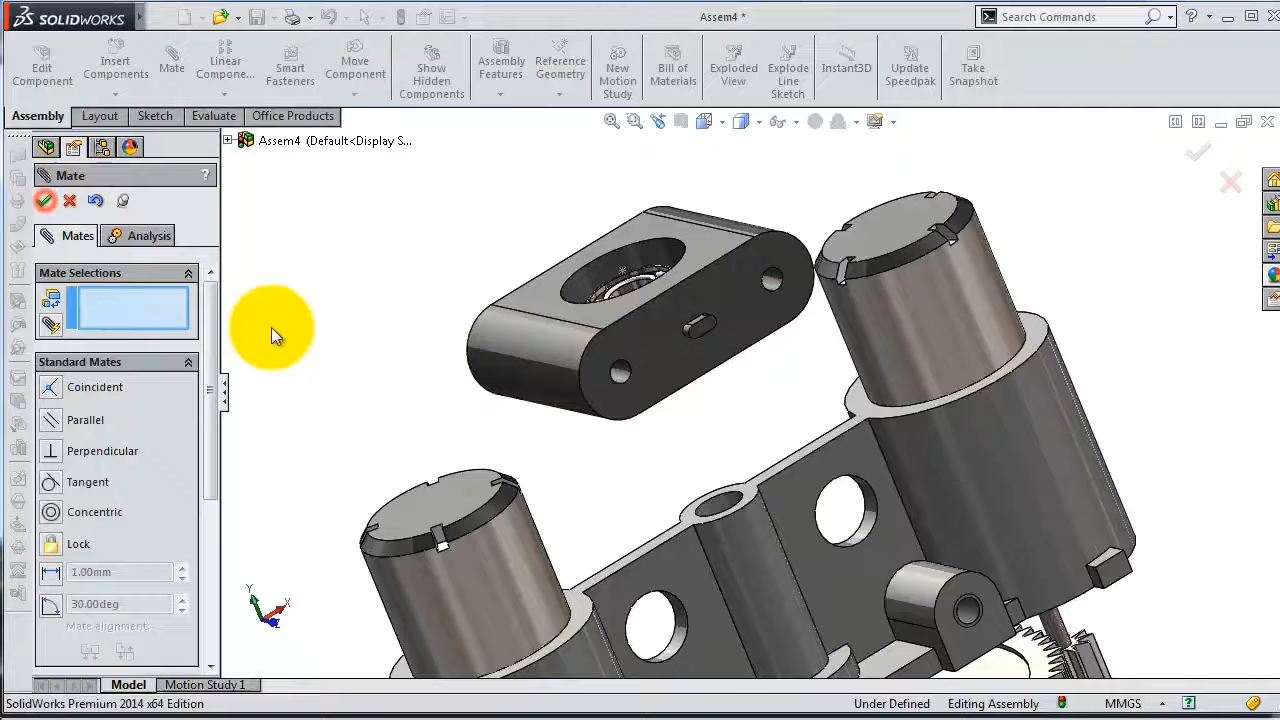 SOLIDWORKS
Assem4 *
Search Commands
Edit Component
Insert Components
Mate
Linear Compone...
Smart Fasteners
Move Component
Show Hidden Components
Assembly Features
Reference Geometry
New Motion Study
Bill of Materials
Exploded View
Explode Line Sketch
Instant3D
Update Speedpak
Take Snapshot
Assembly
Layout
Sketch
Evaluate
Office Products
Assem4 (Default<Display S...
Mate
?
Mates
Analysis
Mate Selections
Standard Mates
Coincident
Parallel
Perpendicular
Tangent
Concentric
Lock
1.00mm
30.00deg
Mate alignment:
Y
X
Z
Model
Motion Study 1
SolidWorks Premium 2014 x64 Edition
Under Defined
Editing Assembly
MMGS